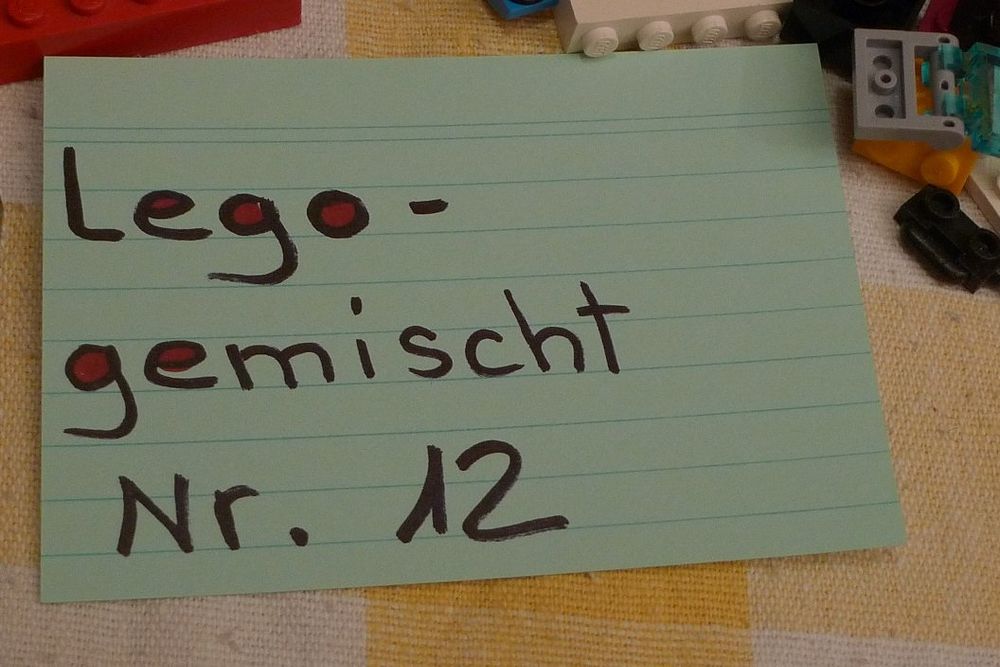 Lego-
gemischt
Nr. 12